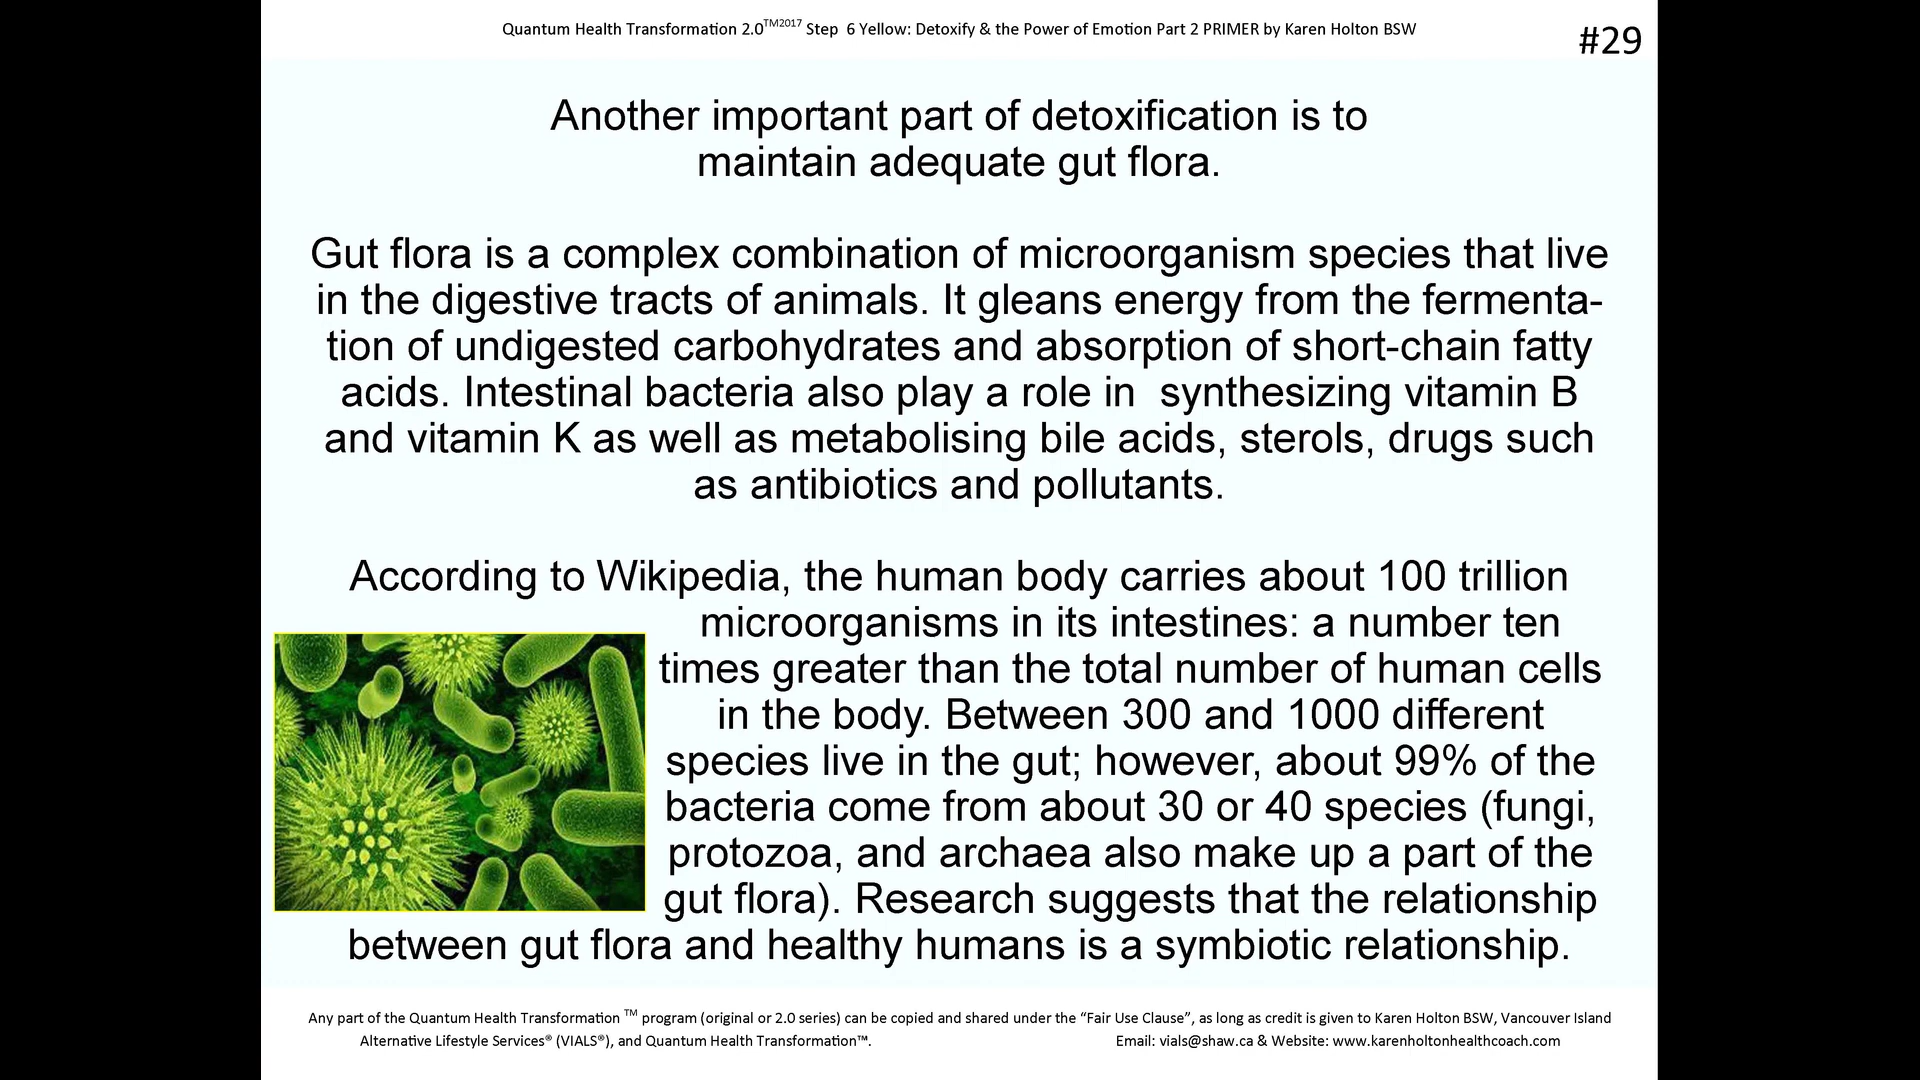 Quantum Health Transformation 2.0TM2017 Step  6 Yellow: Detoxify & the Power of Emotion Part 2 PRIMER by Karen Holton BSW
#29
Another important part of detoxification is to
maintain adequate gut flora.
Gut flora is a complex combination of microorganism species that live
in the digestive tracts of animals. It gleans energy from the fermenta-
tion of undigested carbohydrates and absorption of short-chain fatty
acids. Intestinal bacteria also play a role in  synthesizing vitamin B
and vitamin K as well as metabolising bile acids, sterols, drugs such
as antibiotics and pollutants.
According to Wikipedia, the human body carries about 100 trillion
microorganisms in its intestines: a number ten
times greater than the total number of human cells
in the body. Between 300 and 1000 different
species live in the gut; however, about 99% of the
bacteria come from about 30 or 40 species (fungi,
protozoa, and archaea also make up a part of the
gut flora). Research suggests that the relationship
between gut flora and healthy humans is a symbiotic relationship.
Any part of the Quantum Health Transformation TM program (original or 2.0 series) can be copied and shared under the “Fair Use Clause”, as long as credit is given to Karen Holton BSW, Vancouver Island
Alternative Lifestyle Services® (VIALS®), and Quantum Health Transformation™. Email: vials@shaw.ca & Website: www.karenholtonhealthcoach.com